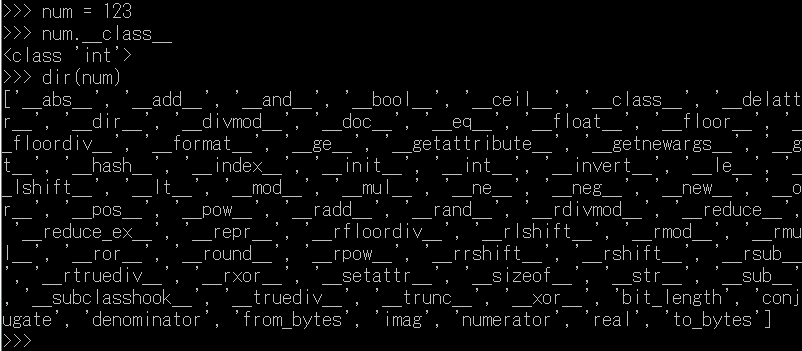 >>> num = 123
>>> num.__class__
<class 'int'>
>>> dir(num)
['__abs__', '__add__', '__and__', '__bool__', '__ceil__', '__class__', '__delatt
r__', '__dir__', '__divmod__', '__doc__', '__eq__', '__float__', '__floor__', '_
_floordiv__', '__format__', '__ge__', '__getattribute__', '__getnewargs__', '__g
t__', '__hash__', '__index__', '__init__', '__int__', '__invert__', '__le__', '_
_lshift__', '__lt__', '__mod__', '__mul__', '__ne__', '__neg__', '__new__', '__o
r__', '__pos__', '__pow__', '__radd__', '__rand__', '__rdivmod__', '__reduce__',
 '__reduce_ex__', '__repr__', '__rfloordiv__', '__rlshift__', '__rmod__', '__rmu
l__', '__ror__', '__round__', '__rpow__', '__rrshift__', '__rshift__', '__rsub__
', '__rtruediv__', '__rxor__', '__setattr__', '__sizeof__', '__str__', '__sub__'
, '__subclasshook__', '__truediv__', '__trunc__', '__xor__', 'bit_length', 'conj
ugate', 'denominator', 'from_bytes', 'imag', 'numerator', 'real', 'to_bytes']
>>>